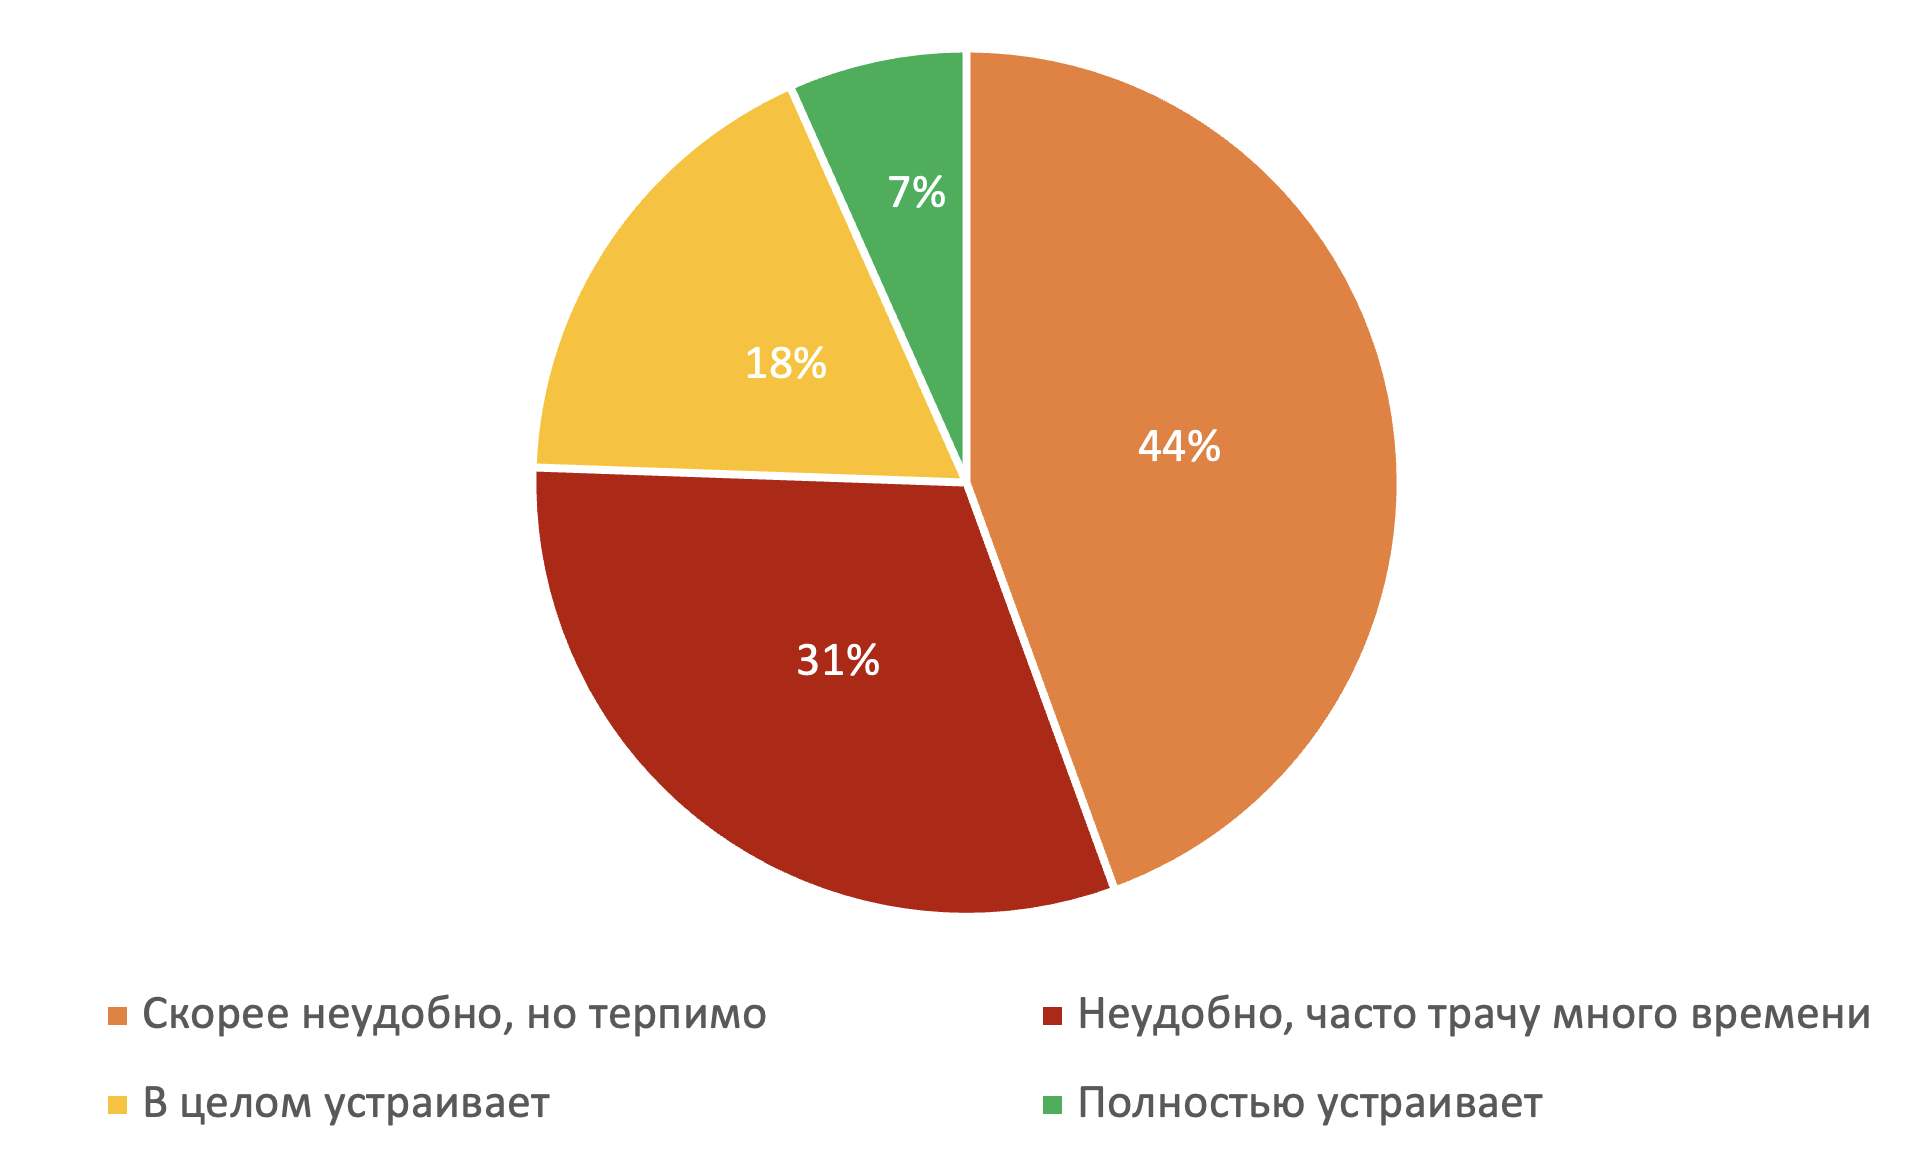 7%
18%
44%
31%
Скорее неудобно, но терпимо
Неудобно, часто трачу много времени
В целом устраивает
Полностью устраивает